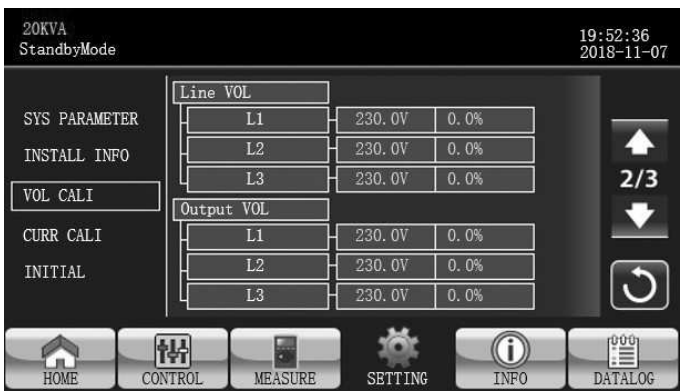 20KVA
StandbyMode
19:52:36
2018-11-07
SYS PARAMETER
INSTALL INFO
VOL CALI
CURR CALI
INITIAL
Line VOL
L1 230.0V 0.0%
L2 230.0V 0.0%
L3 230.0V 0.0%
Output VOL
L1 230.0V 0.0%
L2 230.0V 0.0%
L3 230.0V 0.0%
2/3
HOME CONTROL MEASURE SETTING INFO DATALOG